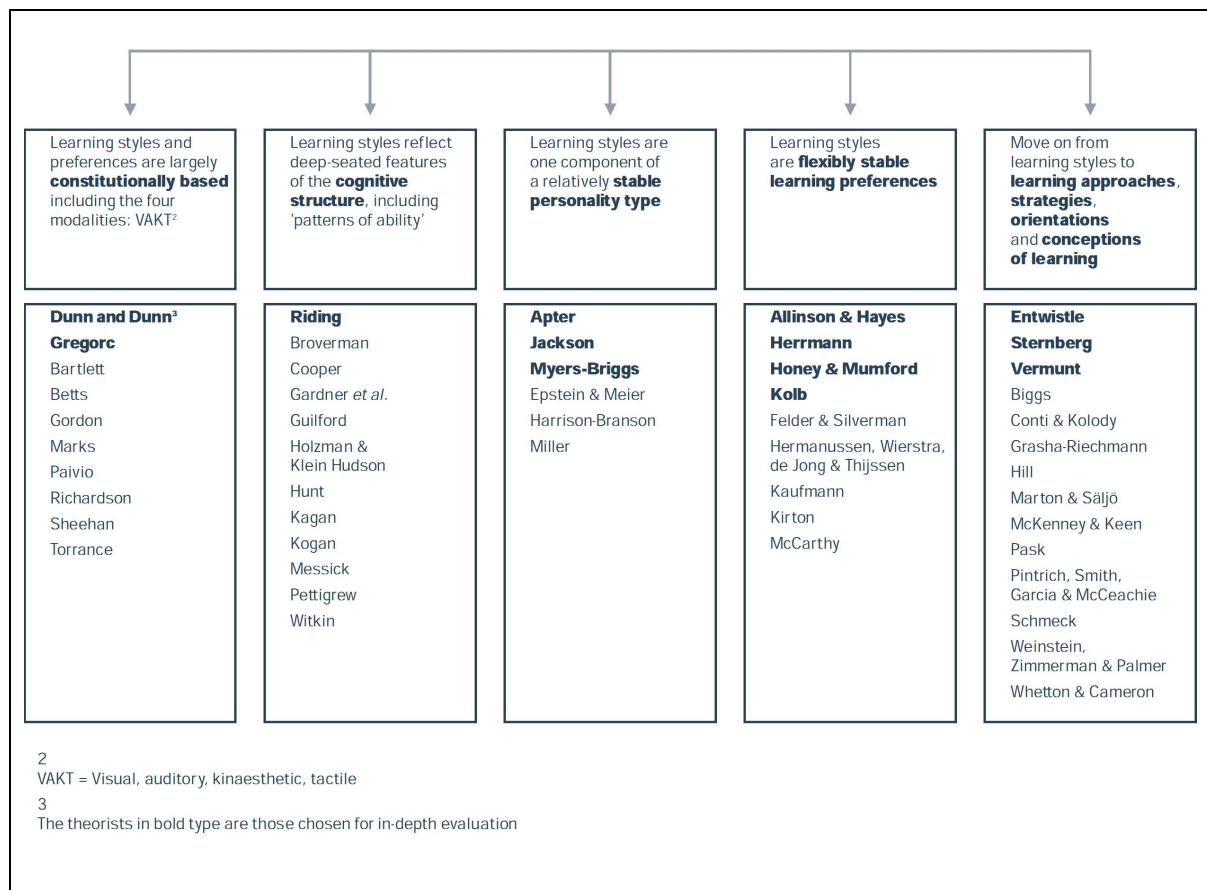 Learning styles and
preferences are largely
constitutionally based
including the four
modalities: VAKT²
Learning styles reflect
deep-seated features
of the cognitive
structure, including
‘patterns of ability’
Learning styles are
one component of
a relatively stable
personality type
Learning styles
are flexibly stable
learning preferences
Move on from
learning styles to
learning approaches,
strategies,
orientations
and conceptions
of learning
Dunn and Dunn³
Gregorc
Bartlett
Betts
Gordon
Marks
Paivio
Richardson
Sheehan
Torrance
Riding
Broverman
Cooper
Gardner et al.
Guilford
Holzman &
Klein Hudson
Hunt
Kagan
Kogan
Messick
Pettigrew
Witkin
Apter
Jackson
Myers-Briggs
Epstein & Meier
Harrison-Branson
Miller
Allinson & Hayes
Herrmann
Honey & Mumford
Kolb
Felder & Silverman
Hermanussen, Wierstra,
de Jong & Thijssen
Kaufmann
Kirton
McCarthy
Entwistle
Sternberg
Vermunt
Biggs
Conti & Kolody
Grasha-Riechmann
Hill
Marton & Säljö
McKenney & Keen
Pask
Pintrich, Smith,
Garcia & McCeachie
Schmeck
Weinstein,
Zimmerman & Palmer
Whetton & Cameron
2
VAKT = Visual, auditory, kinaesthetic, tactile
3
The theorists in bold type are those chosen for in-depth evaluation